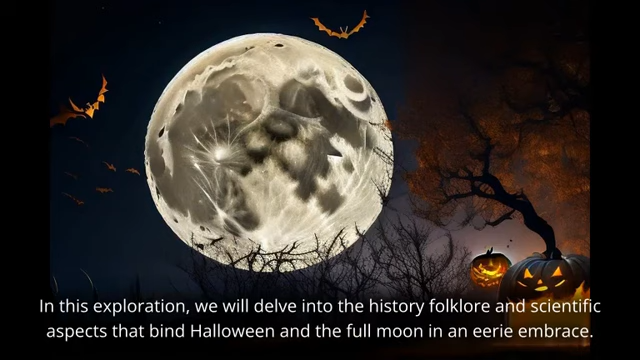 In this exploration, we will delve into the history folklore and scientific
aspects that bind Halloween and the full moon in an eerie embrace.